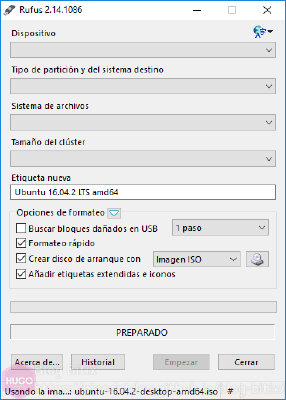 Rufus 2.14.1086
Dispositivo
Tipo de partición y del sistema destino
Sistema de archivos
Tamaño del clúster
Etiqueta nueva
Ubuntu 16.04.2 LTS amd64
Opciones de formateo
Buscar bloques dañados en USB 1 paso
Formateo rápido
Crear disco de arranque con Imagen ISO
Añadir etiquetas extendidas e iconos
PREPARADO
Acerca de... Historial Empezar Cerrar
HUGO
Usando la ima...: ubuntu-16.04.2-desktop-amd64.iso #